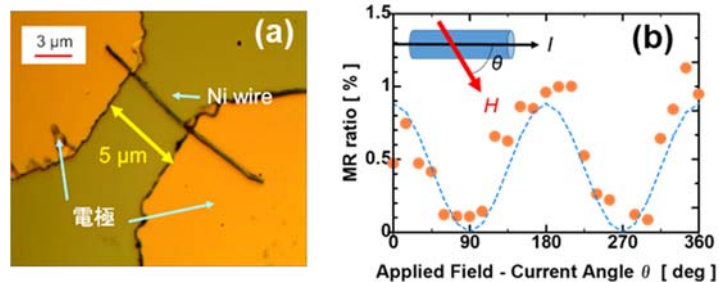 3 μm
(a)
Ni wire
5 μm
電極
1.5
1
0.5
0
MR ratio [ % ]
(b)
I
θ
H
0
90
180
270
360
Applied Field - Current Angle θ [ deg ]